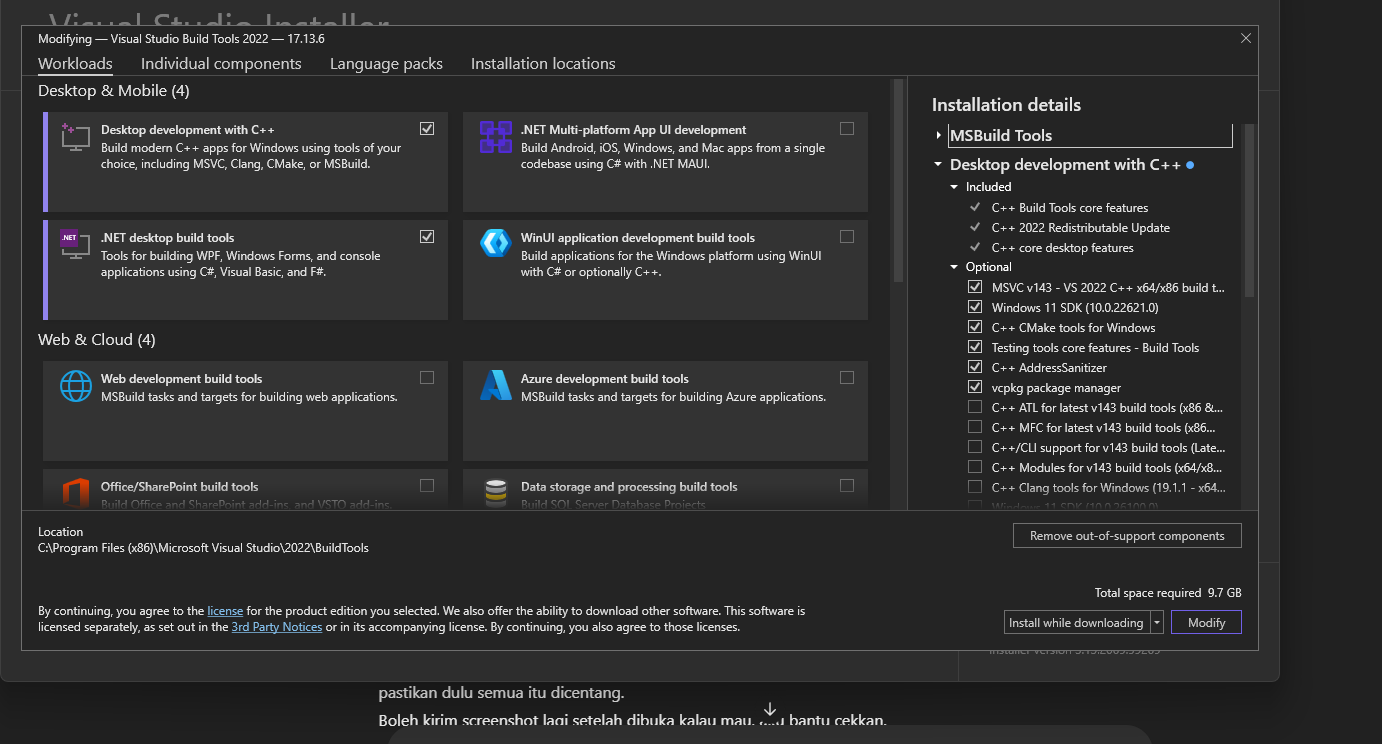 Visual Studio Installer
Modifying — Visual Studio Build Tools 2022 — 17.13.6
Workloads
Individual components
Language packs
Installation locations
Desktop & Mobile (4)
Desktop development with C++
Build modern C++ apps for Windows using tools of your
choice, including MSVC, Clang, CMake, or MSBuild.
.NET Multi-platform App UI development
Build Android, iOS, Windows, and Mac apps from a single
codebase using C# with .NET MAUI.
.NET
.NET desktop build tools
Tools for building WPF, Windows Forms, and console
applications using C#, Visual Basic, and F#.
WinUI application development build tools
Build applications for the Windows platform using WinUI
with C# or optionally C++.
Web & Cloud (4)
Web development build tools
MSBuild tasks and targets for building web applications.
Azure development build tools
MSBuild tasks and targets for building Azure applications.
Office/SharePoint build tools
Build Office and SharePoint add-ins, and VSTO add-ins.
Data storage and processing build tools
Build SQL Server Database Projects
Installation details
MSBuild Tools
Desktop development with C++
Included
C++ Build Tools core features
C++ 2022 Redistributable Update
C++ core desktop features
Optional
MSVC v143 - VS 2022 C++ x64/x86 build t...
Windows 11 SDK (10.0.22621.0)
C++ CMake tools for Windows
Testing tools core features - Build Tools
C++ AddressSanitizer
vcpkg package manager
C++ ATL for latest v143 build tools (x86 &...
C++ MFC for latest v143 build tools (x86...
C++/CLI support for v143 build tools (Late...
C++ Modules for v143 build tools (x64/x8...
C++ Clang tools for Windows (19.1.1 - x64...
Windows 11 SDK (10.0.26100.0)
Location
C:\Program Files (x86)\Microsoft Visual Studio\2022\BuildTools
Remove out-of-support components
Total space required 9.7 GB
By continuing, you agree to the license for the product edition you selected. We also offer the ability to download other software. This software is
licensed separately, as set out in the 3rd Party Notices or in its accompanying license. By continuing, you also agree to those licenses.
Install while downloading
Modify
Installer version
pastikan dulu semua itu dicentang.
Boleh kirim screenshot lagi setelah dibuka kalau mau, bantu cekkan.